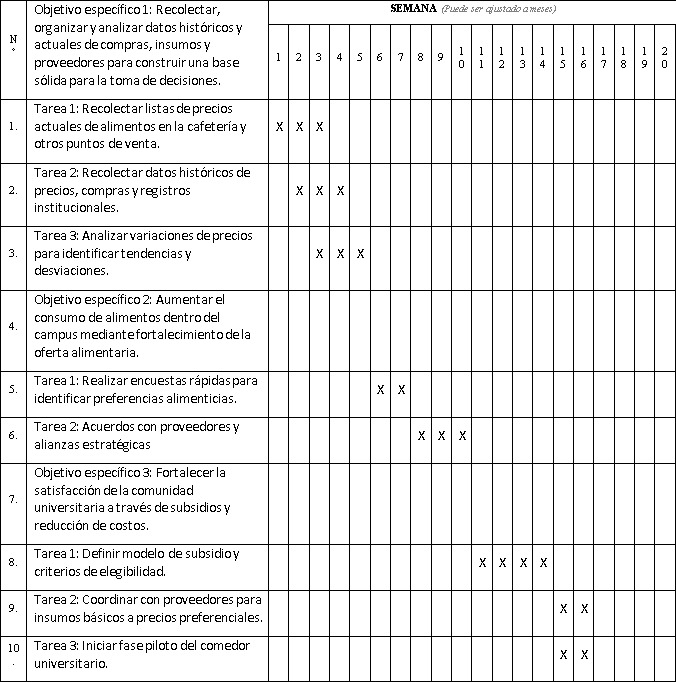 N° Objetivo específico 1: Recolectar, SEMANA (Puede ser ajustado a meses)
organizar y analizar datos históricos y
actuales de compras, insumos y
proveedores para construir una base
sólida para la toma de decisiones.
1 2 3 4 5 6 7 8 9 10 11 12 13 14 15 16 17 18 19 20
1. Tarea 1: Recolectar listas de precios
actuales de alimentos en la cafetería y
otros puntos de venta.
X X X
2. Tarea 2: Recolectar datos históricos de
precios, compras y registros
institucionales.
X X X
3. Tarea 3: Analizar variaciones de precios
para identificar tendencias y
desviaciones.
X X X
4. Objetivo específico 2: Aumentar el
consumo de alimentos dentro del
campus mediante fortalecimiento de la
oferta alimentaria.
5. Tarea 1: Realizar encuestas rápidas para
identificar preferencias alimenticias.
X X
6. Tarea 2: Acuerdos con proveedores y
alianzas estratégicas
X X X
7. Objetivo específico 3: Fortalecer la
satisfacción de la comunidad
universitaria a través de subsidios y
reducción de costos.
8. Tarea 1: Definir modelo de subsidio y
criterios de elegibilidad.
X X X X
9. Tarea 2: Coordinar con proveedores para
insumos básicos a precios preferenciales.
X X
10. Tarea 3: Iniciar fase piloto del comedor
universitario.
X X